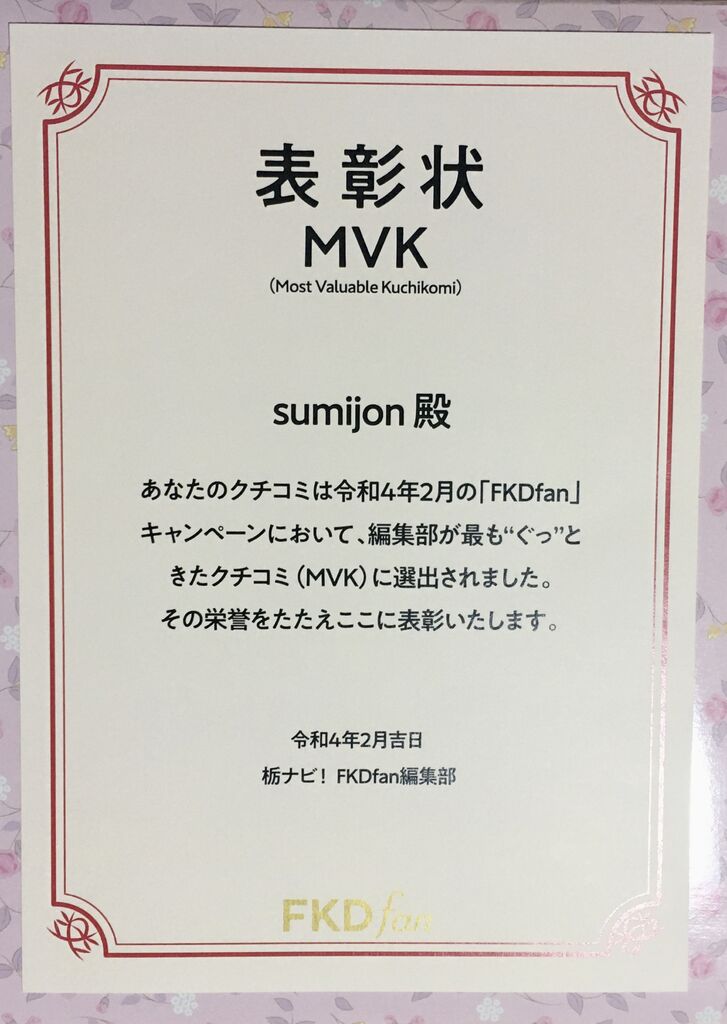 表彰状
MVK
(Most Valuable Kuchikomi)
sumijon 殿
あなたのクチコミは令和4年2月の「FKDfan」
キャンペーンにおいて、編集部が最も“ぐっ”と
きたクチコミ(MVK)に選出されました。
その栄誉をたたえここに表彰いたします。
令和4年2月吉日
栃ナビ! FKDfan編集部
FKD fan